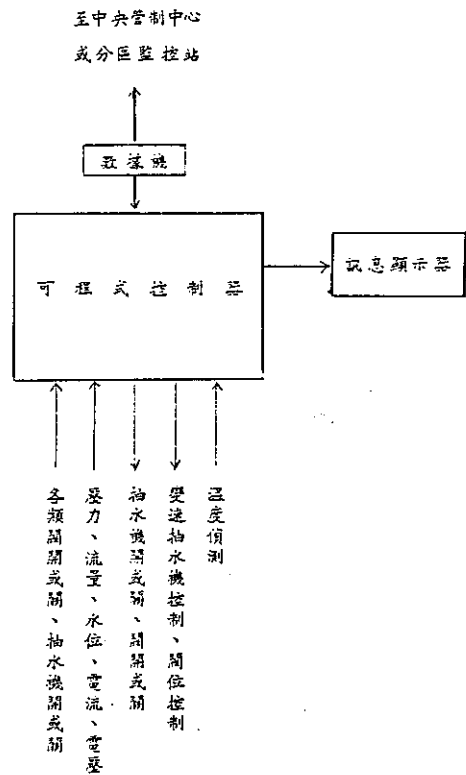 至中央管制中心
或分區監控站
數據機
可程式控制器
訊息顯示器
各類閥開或關、抽水機開或關
壓力、流量、水位、電流、電壓
抽水機開或關、閥開或關
變速抽水機控制、閥位控制
溫度偵測